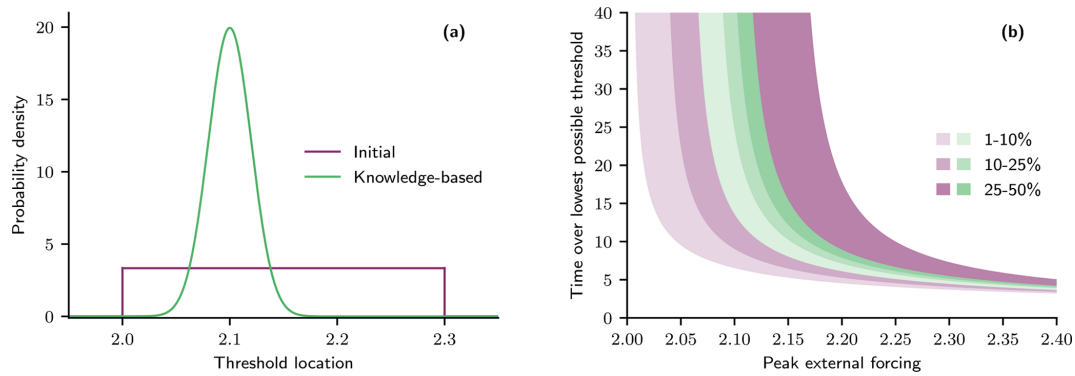 (a)
Probability density
20
15
10
5
0
Initial
Knowledge-based
2.0 2.1 2.2 2.3
Threshold location
(b)
Time over lowest possible threshold
40
35
30
25
20
15
10
5
0
1-10%
10-25%
25-50%
2.00 2.05 2.10 2.15 2.20 2.25 2.30 2.35 2.40
Peak external forcing